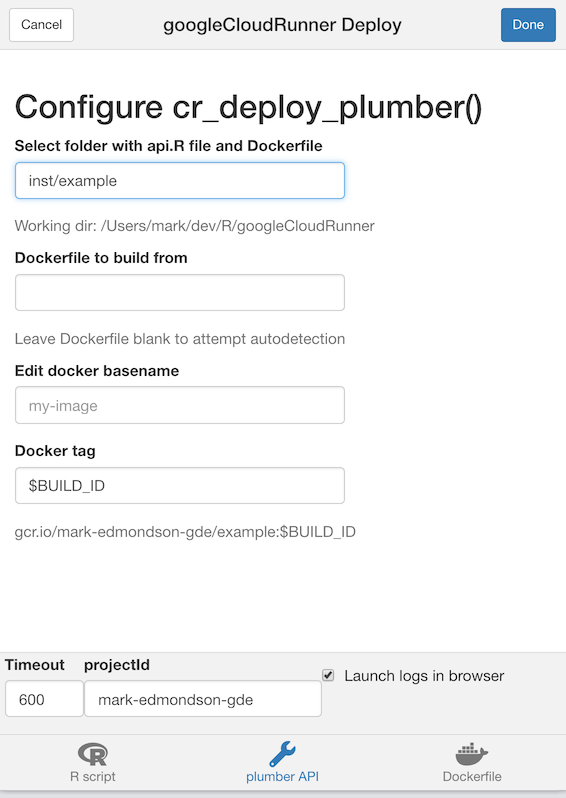 Cancel
googleCloudRunner Deploy
Done
Configure cr_deploy_plumber()
Select folder with api.R file and Dockerfile
inst/example
Working dir: /Users/mark/dev/R/googleCloudRunner
Dockerfile to build from
Leave Dockerfile blank to attempt autodetection
Edit docker basename
my-image
Docker tag
$BUILD_ID
gcr.io/mark-edmondson-gde/example:$BUILD_ID
Timeout projectId
Launch logs in browser
600 mark-edmondson-gde
R
R script plumber API Dockerfile